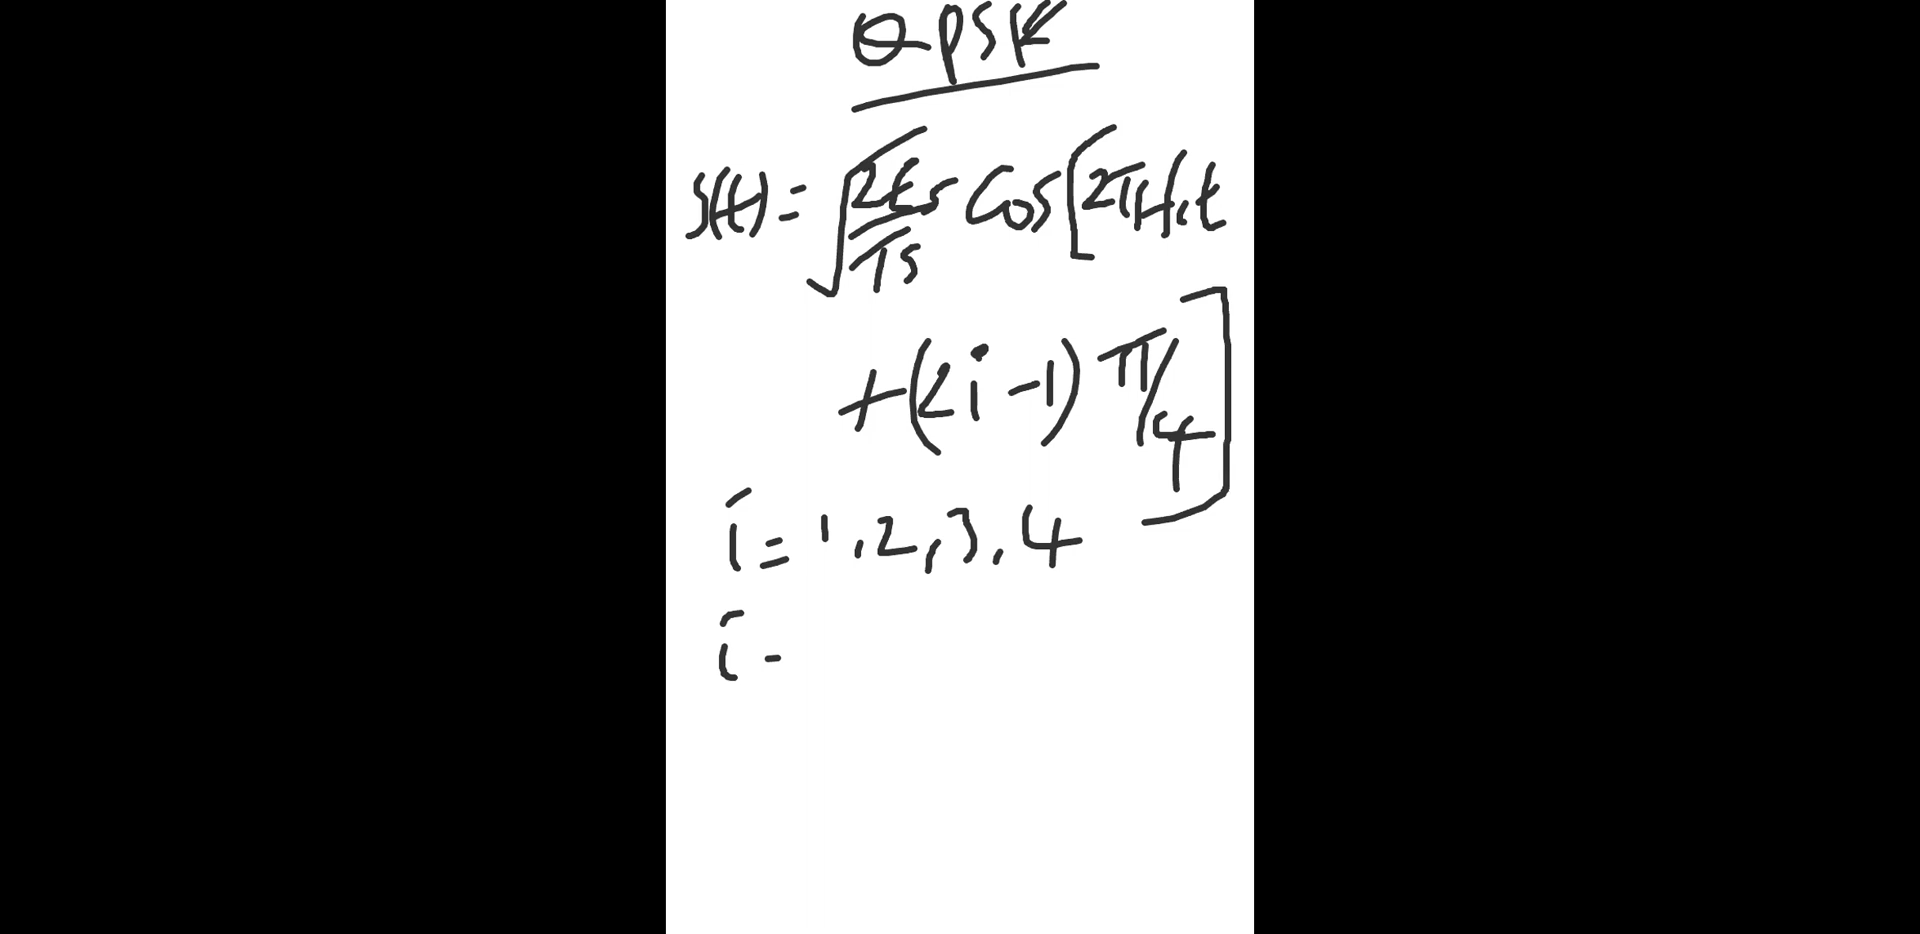 QPSK
s(t) = √2Es/Ts Cos[2πfct
+(2i-1)π/4]
i = 1,2,3,4
i -